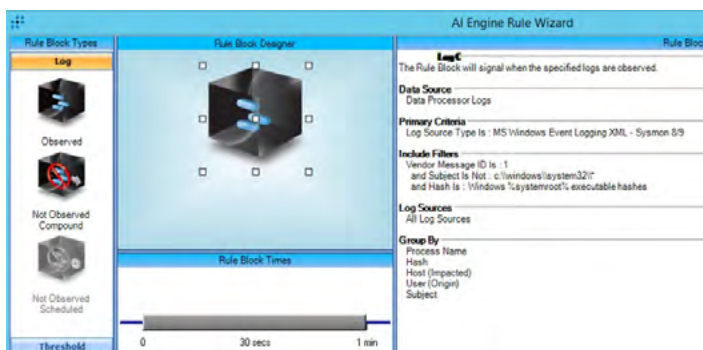 AI Engine Rule Wizard
Rule Block Types
Log
Observed
Not Observed
Compound
Not Observed
Scheduled
Threshold
Rule Block Designer
Rule Block Times
0 30 secs 1 min
Rule Bloc
Log
The Rule Block will signal when the specified logs are observed.
Data Source
Data Processor Logs
Primary Criteria
Log Source Type Is : MS Windows Event Logging XML - Sysmon 8/9
Include Filters
Vendor Message ID Is : 1
and Subject Is Not : c:\\windows\\system32\\*
and Hash Is : Windows %systemroot% executable hashes
Log Sources
All Log Sources
Group By
Process Name
Hash
Host (Impacted)
User (Origin)
Subject